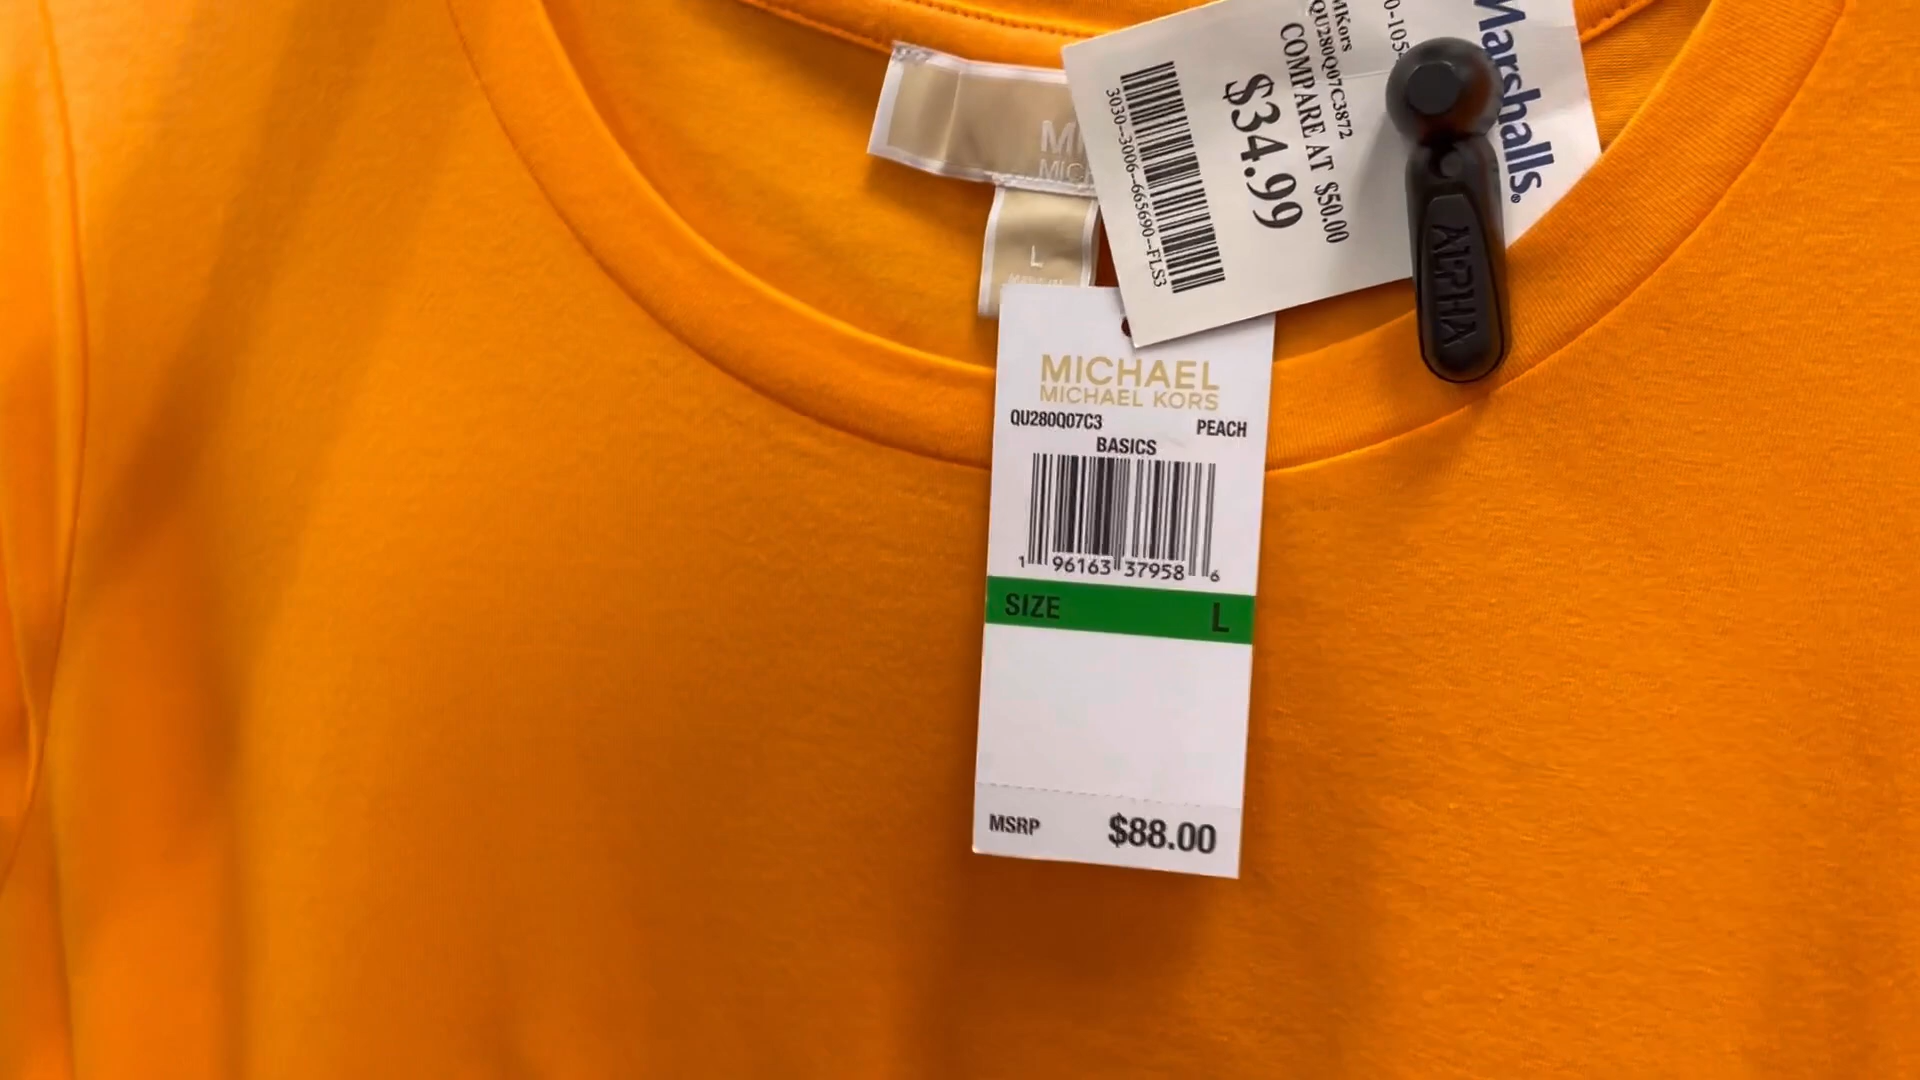 Marshalls®
MKors
QU280Q07C3872
COMPARE AT $50.00
$34.99
3030--3006--665690--FLS3
L
MICHAEL
MICHAEL KORS
QU280Q07C3 PEACH
BASICS
1 96163 37958 6
SIZE L
MSRP $88.00
ALPHA